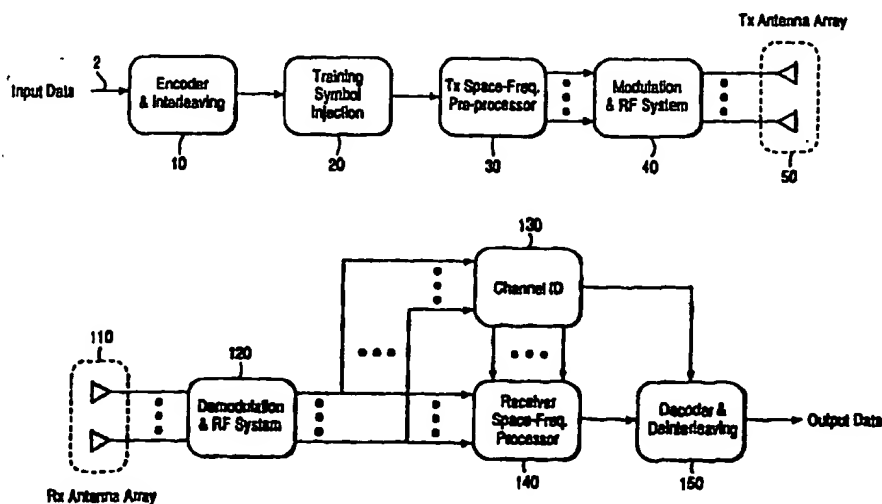 Tx Antenna Array
Input Data
2
Encoder
& Interleaving
10
Training
Symbol
Injection
20
Tx Space-Freq.
Pre-processor
30
Modulation
& RF System
40
50
130
Channel ID
110
120
Demodulation
& RF System
Receiver
Space-Freq.
Processor
140
Decoder &
Deinterleaving
150
Output Data
Rx Antenna Array